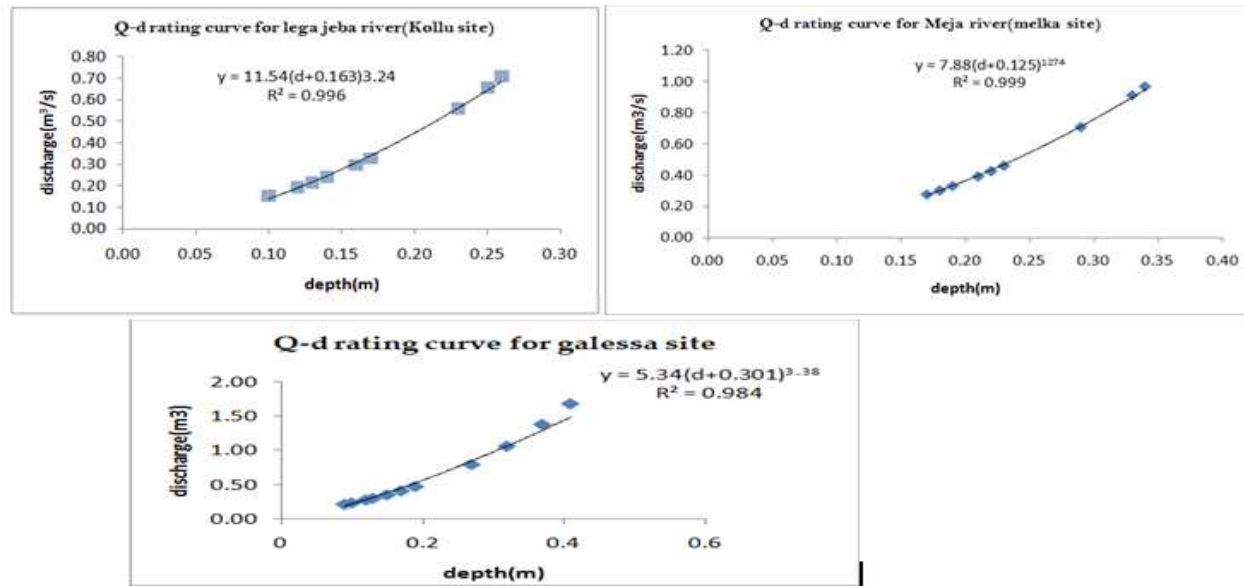 Q-d rating curve for lega jeba river(Kollu site)
y = 11.54(d+0.163)3.24
R² = 0.996
discharge(m³/s)
0.80
0.70
0.60
0.50
0.40
0.30
0.20
0.10
0.00
0.00 0.05 0.10 0.15 0.20 0.25 0.30
depth(m)
Q-d rating curve for Meja river(melka site)
y = 7.88(d+0.125)¹²⁷⁴
R² = 0.999
discharge(m3/s)
1.20
1.00
0.80
0.60
0.40
0.20
0.00
0.00 0.05 0.10 0.15 0.20 0.25 0.30 0.35 0.40
depth(m)
Q-d rating curve for galessa site
y = 5.34(d+0.301)³·³⁸
R² = 0.984
discharge(m3)
2.00
1.50
1.00
0.50
0.00
0 0.2 0.4 0.6
depth(m)